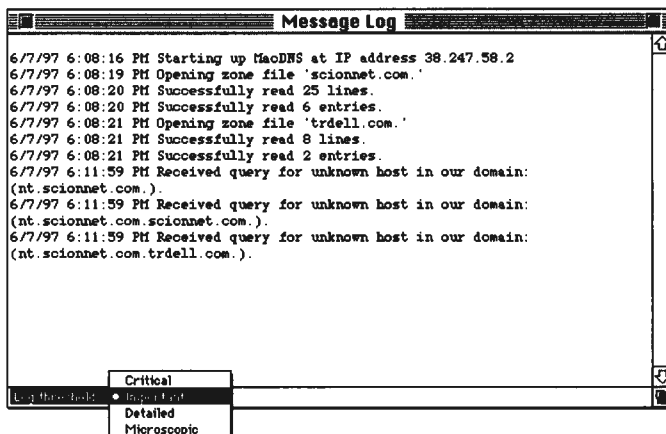 Message Log
6/7/97 6:08:16 PM Starting up MacDNS at IP address 38.247.58.2
6/7/97 6:08:19 PM Opening zone file 'scionnet.com.'
6/7/97 6:08:20 PM Successfully read 25 lines.
6/7/97 6:08:20 PM Successfully read 6 entries.
6/7/97 6:08:21 PM Opening zone file 'trdell.com.'
6/7/97 6:08:21 PM Successfully read 8 lines.
6/7/97 6:08:21 PM Successfully read 2 entries.
6/7/97 6:11:59 PM Received query for unknown host in our domain:
(nt.scionnet.com.).
6/7/97 6:11:59 PM Received query for unknown host in our domain:
(nt.scionnet.com.scionnet.com.).
6/7/97 6:11:59 PM Received query for unknown host in our domain:
(nt.scionnet.com.trdell.com.).
Critical
Log threshold: Important
Detailed
Microscopic